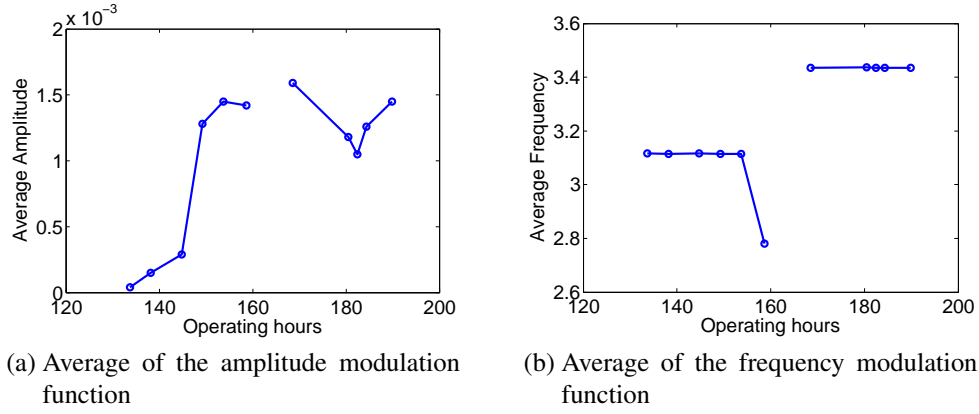 2 x 10⁻³
1.5
1
0.5
0
120 140 160 180 200
Operating hours
Average Amplitude
3.6
3.4
3.2
3
2.8
2.6
120 140 160 180 200
Operating hours
Average Frequency
(a) Average of the amplitude modulation
function
(b) Average of the frequency modulation
function